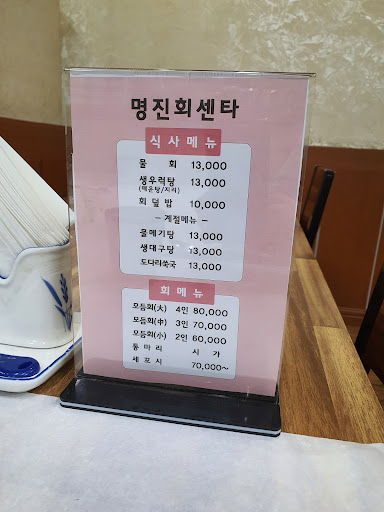 명진회센타
식사메뉴
물 회 13,000
생우럭탕 13,000
(매운탕/지리)
회 덮 밥 10,000
- 계절메뉴 -
물메기탕 13,000
생대구탕 13,000
도다리쑥국 13,000
회 메 뉴
모듬회(大) 4인 80,000
모듬회(中) 3인 70,000
모듬회(小) 2인 60,000
통 마 리 시 가
세 꼬 시 70,000~